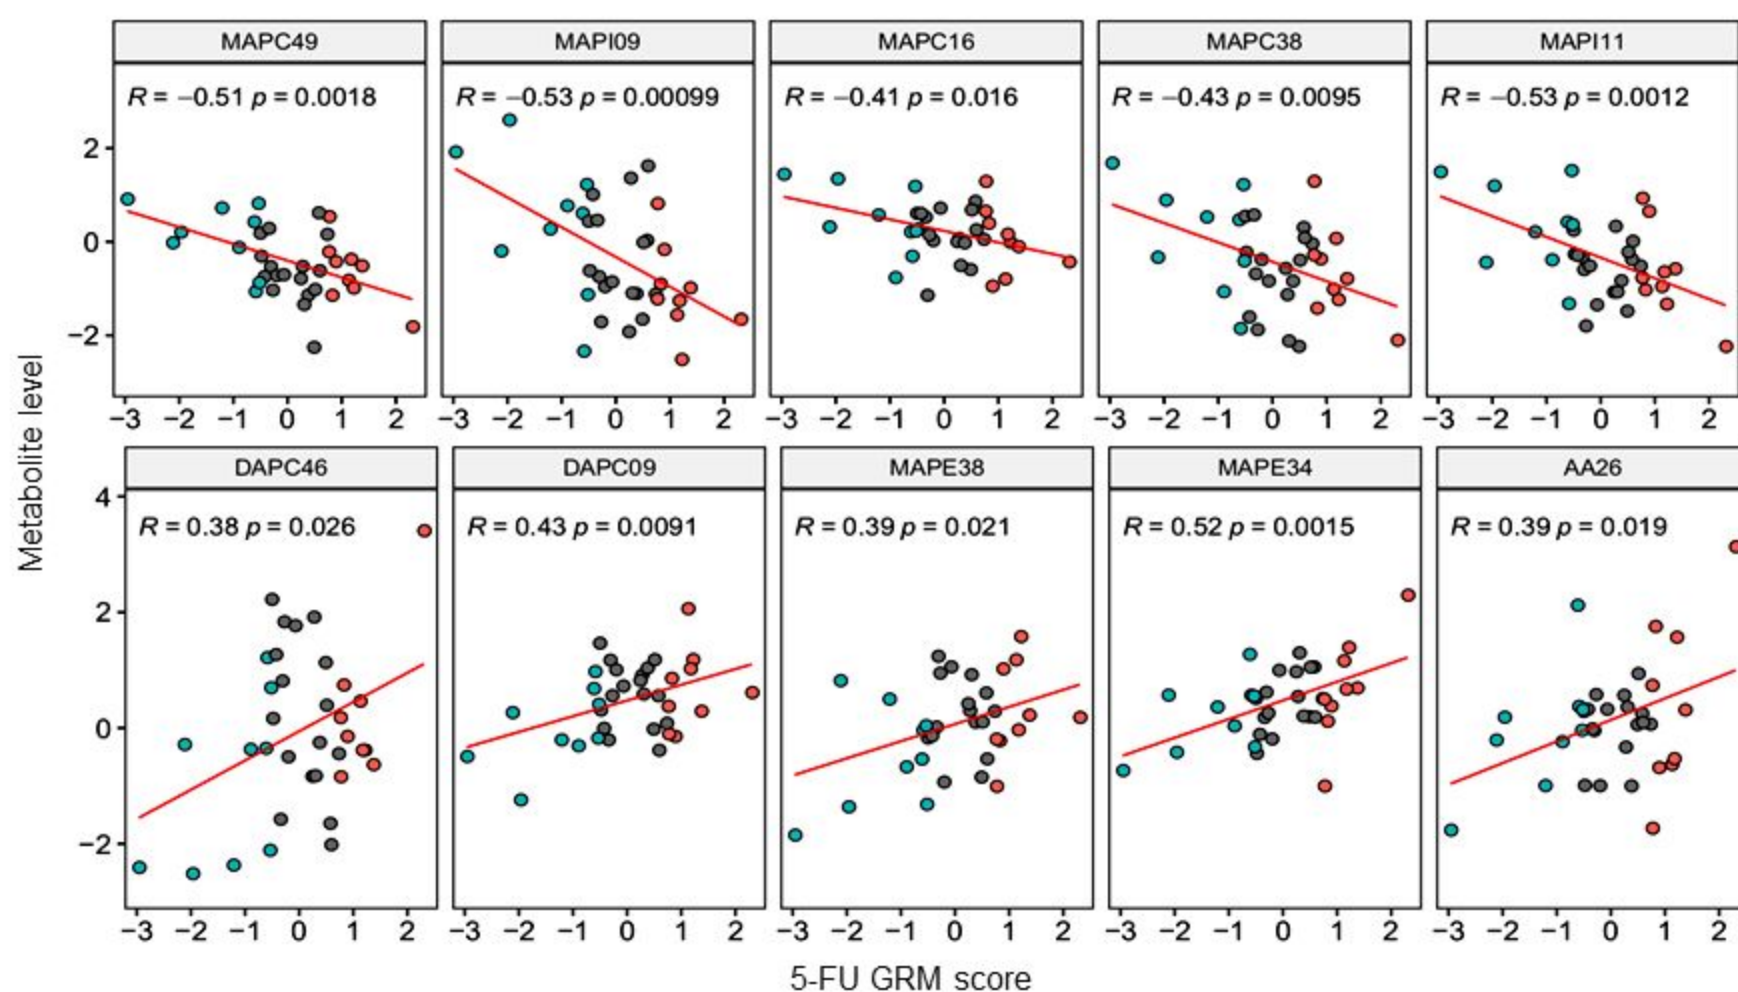 MAPC49 MAPI09 MAPC16 MAPC38 MAPI11
R = −0.51 p = 0.0018 R = −0.53 p = 0.00099 R = −0.41 p = 0.016 R = −0.43 p = 0.0095 R = −0.53 p = 0.0012
2
0
−2
−3 −2 −1 0 1 2 −3 −2 −1 0 1 2 −3 −2 −1 0 1 2 −3 −2 −1 0 1 2 −3 −2 −1 0 1 2
Metabolite level
DAPC46 DAPC09 MAPE38 MAPE34 AA26
4
R = 0.38 p = 0.026 R = 0.43 p = 0.0091 R = 0.39 p = 0.021 R = 0.52 p = 0.0015 R = 0.39 p = 0.019
2
0
−2
−3 −2 −1 0 1 2 −3 −2 −1 0 1 2 −3 −2 −1 0 1 2 −3 −2 −1 0 1 2 −3 −2 −1 0 1 2
5-FU GRM score